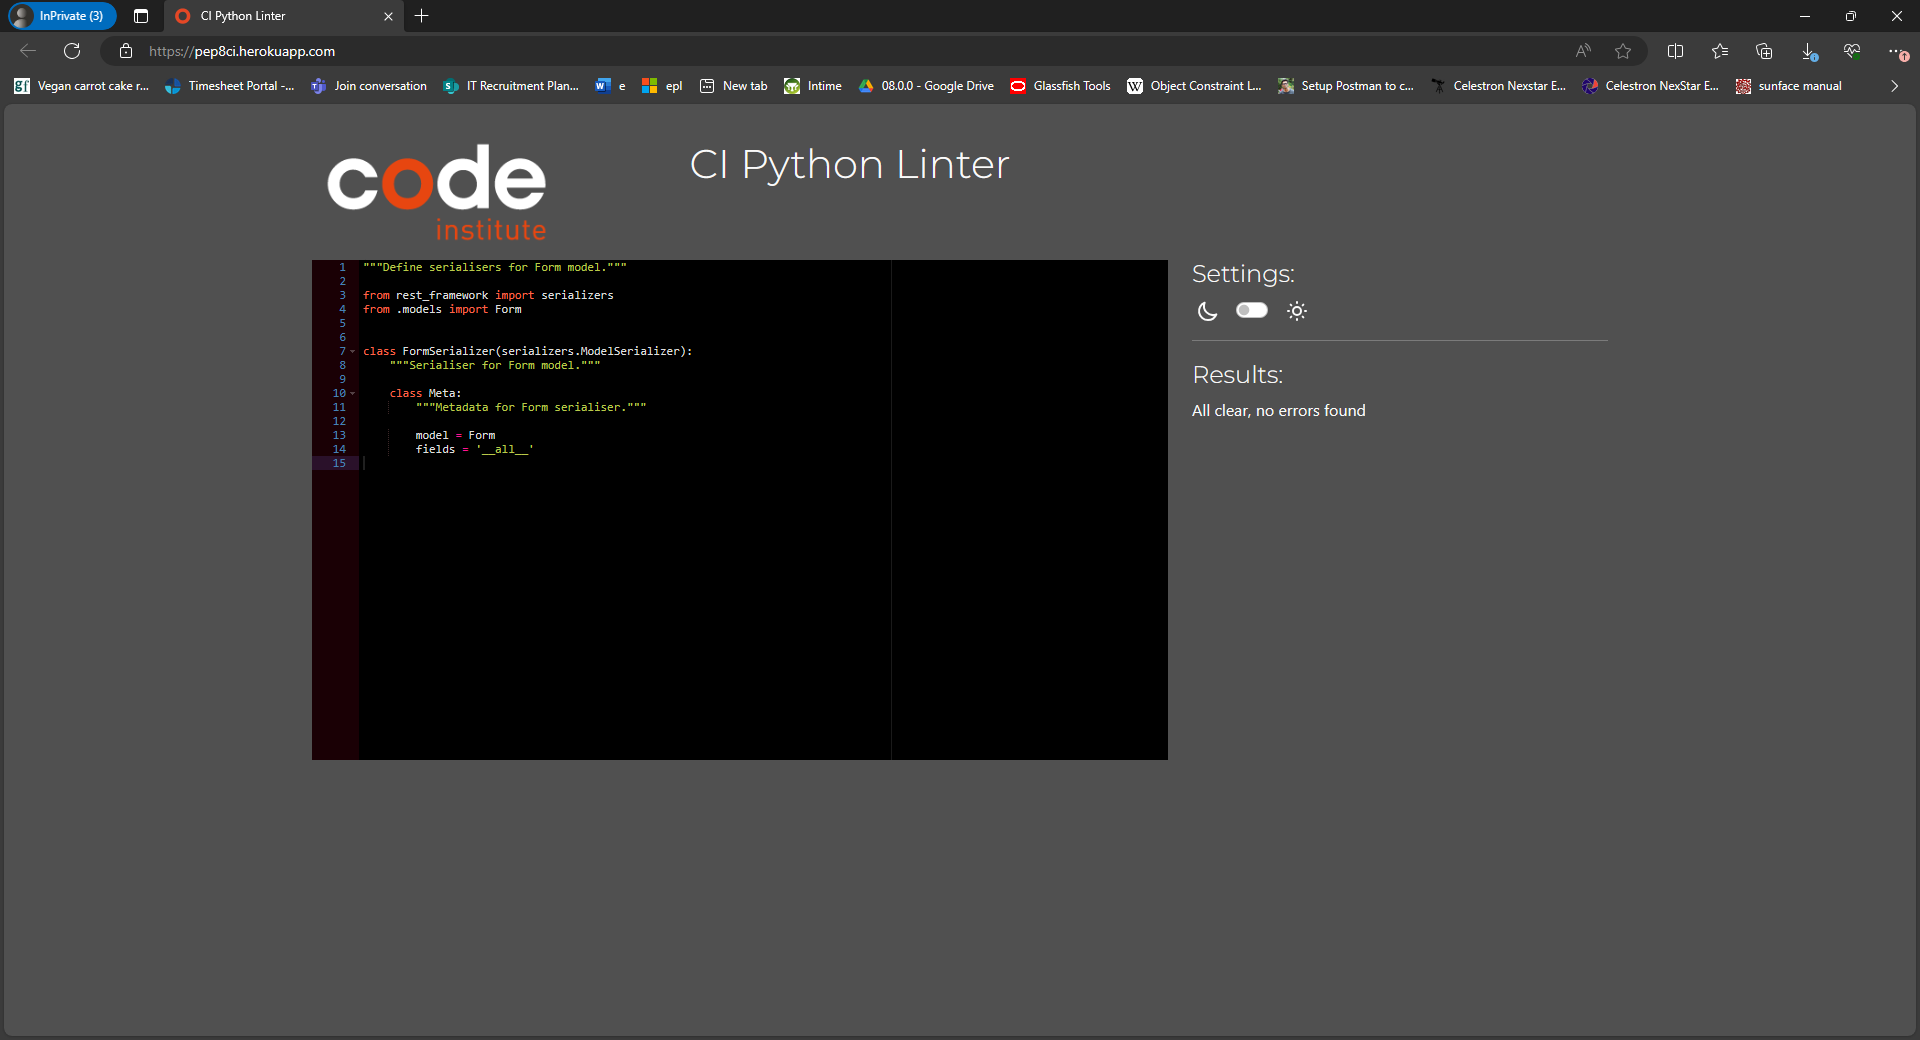 InPrivate (3)
CI Python Linter
https://pep8ci.herokuapp.com
Vegan carrot cake r... Timesheet Portal -... Join conversation IT Recruitment Plan... e epl New tab Intime 08.0.0 - Google Drive Glassfish Tools Object Constraint L... Setup Postman to c... Celestron Nexstar E... Celestron NexStar E... sunface manual
code
institute
CI Python Linter
1 """Define serialisers for Form model."""
2
3 from rest_framework import serializers
4 from .models import Form
5
6
7 class FormSerializer(serializers.ModelSerializer):
8 """Serialiser for Form model."""
9
10 class Meta:
11 """Metadata for Form serialiser."""
12
13 model = Form
14 fields = '__all__'
15
Settings:
Results:
All clear, no errors found